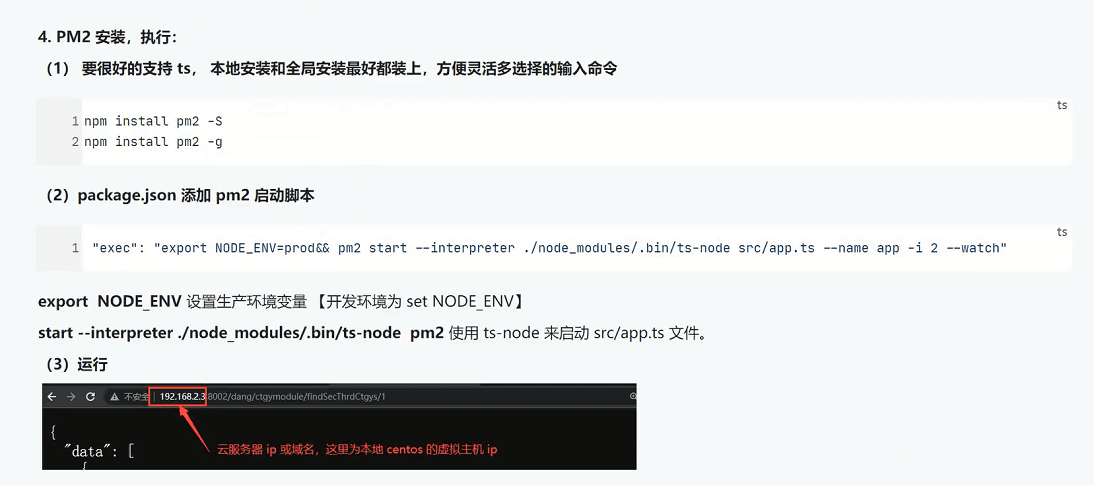 4. PM2 安装，执行：
（1） 要很好的支持 ts， 本地安装和全局安装最好都装上，方便灵活多选择的输入命令
ts
1 npm install pm2 -S
2 npm install pm2 -g
（2）package.json 添加 pm2 启动脚本
ts
1 "exec": "export NODE_ENV=prod&& pm2 start --interpreter ./node_modules/.bin/ts-node src/app.ts --name app -i 2 --watch"
export NODE_ENV 设置生产环境变量 【开发环境为 set NODE_ENV】
start --interpreter ./node_modules/.bin/ts-node pm2 使用 ts-node 来启动 src/app.ts 文件。
（3）运行
不安全 | 192.168.2.3:8002/dang/ctgymodule/findSecThrdCtgys/1
{
"data": [
{
云服务器 ip 或域名，这里为本地 centos 的虚拟主机 ip